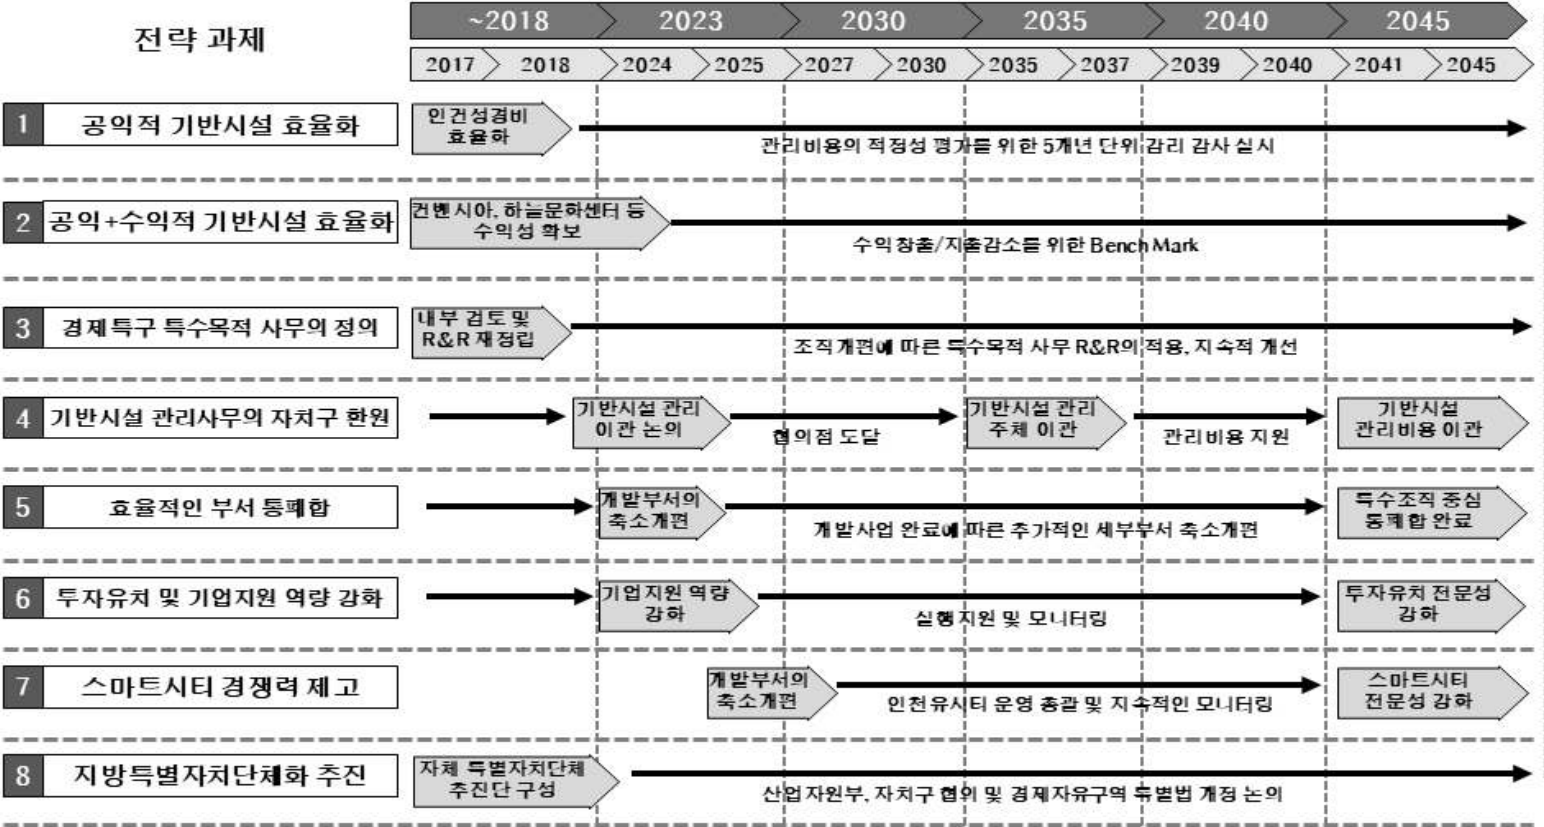 전략 과제
~2018 2023 2030 2035 2040 2045
2017 2018 2024 2025 2027 2030 2035 2037 2039 2040 2041 2045
1 공익적 기반시설 효율화
인건성경비
효율화
관리비용의 적정성 평가를 위한 5개년 단위 감리 감사 실시
2 공익+수익적 기반시설 효율화
컨벤시아, 하늘문화센터 등
수익성 확보
수익창출/지출감소를 위한 Bench Mark
3 경제특구 특수목적 사무의 정의
내부 검토 및
R&R 재정립
조직개편에 따른 특수목적 사무 R&R의 적용, 지속적 개선
4 기반시설 관리사무의 자치구 환원
기반시설 관리
이관 논의
협의점 도달
기반시설 관리
주체 이관
관리비용 지원
기반시설
관리비용 이관
5 효율적인 부서 통폐합
개발부서의
축소개편
개발사업 완료에 따른 추가적인 세부부서 축소개편
특수조직 중심
통폐합 완료
6 투자유치 및 기업지원 역량 강화
기업지원 역량
강화
실행지원 및 모니터링
투자유치 전문성
강화
7 스마트시티 경쟁력 제고
개발부서의
축소개편
인천유시티 운영 총괄 및 지속적인 모니터링
스마트시티
전문성 강화
8 지방특별자치단체화 추진
자체 특별자치단체
추진단 구성
산업자원부, 자치구 협의 및 경제자유구역 특별법 개정 논의